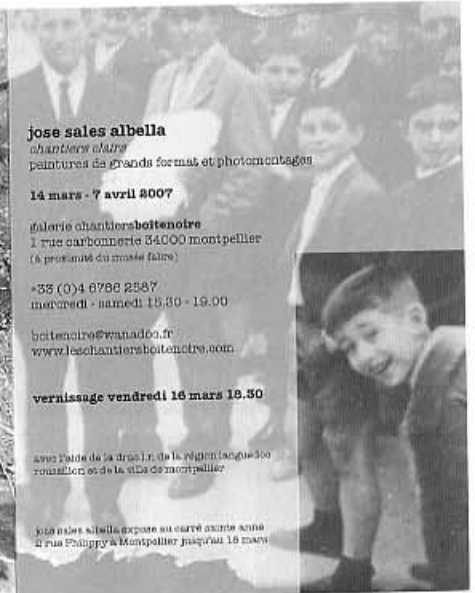 jose sales albella
chantiers claire
peintures de grands format et photomontages
14 mars - 7 avril 2007
galerie chantiersboitenoire
1 rue carbonnerie 34000 montpellier
(à proximité du musée fabre)
+33 (0)4 6766 2587
mercredi - samedi 15.30 - 19.00
boitenoire@wanadoo.fr
www.leschantiersboitenoire.com
vernissage vendredi 16 mars 18.30
avec l'aide de la drac l.r. de la région languedoc
roussillon et de la ville de montpellier
josé sales albella expose au carré sainte anne
2 rue Philippy à Montpellier jusqu'au 18 mars